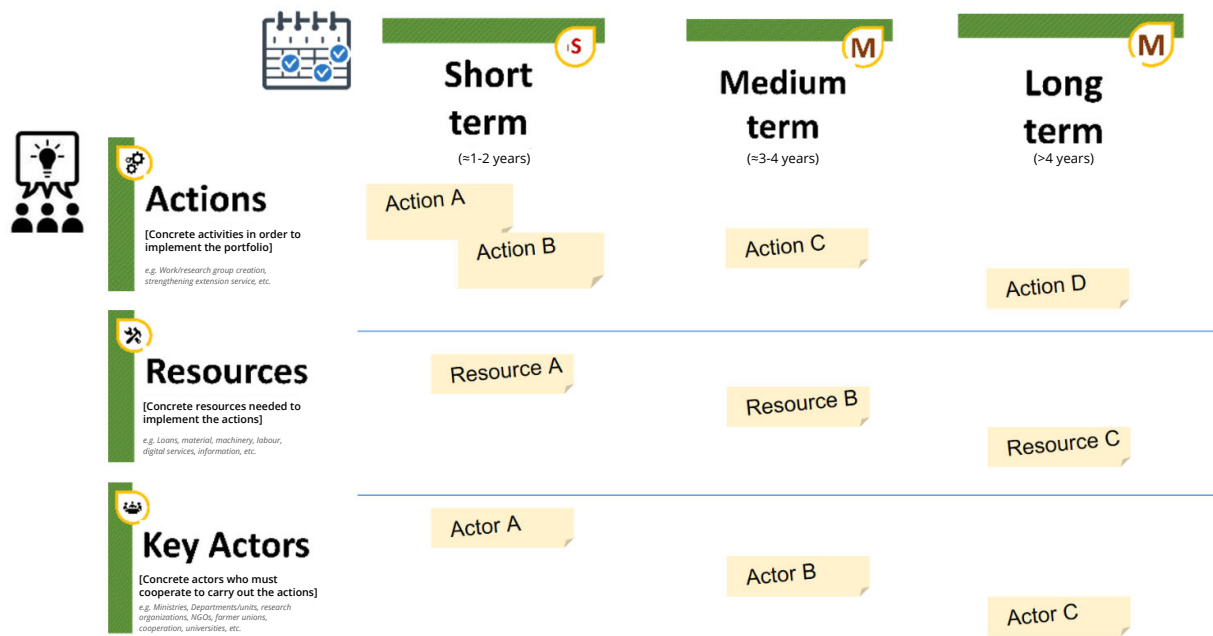 S
Short
term
(≈1-2 years)
M
Medium
term
(≈3-4 years)
M
Long
term
(>4 years)
Actions
[Concrete activities in order to
implement the portfolio]
e.g. Work/research group creation,
strengthening extension service, etc.
Action A
Action B
Action C
Action D
Resources
[Concrete resources needed to
implement the actions]
e.g. Loans, material, machinery, labour,
digital services, information, etc.
Resource A
Resource B
Resource C
Key Actors
[Concrete actors who must
cooperate to carry out the actions]
e.g. Ministries, Departments/units, research
organizations, NGOs, farmer unions,
cooperation, universities, etc.
Actor A
Actor B
Actor C